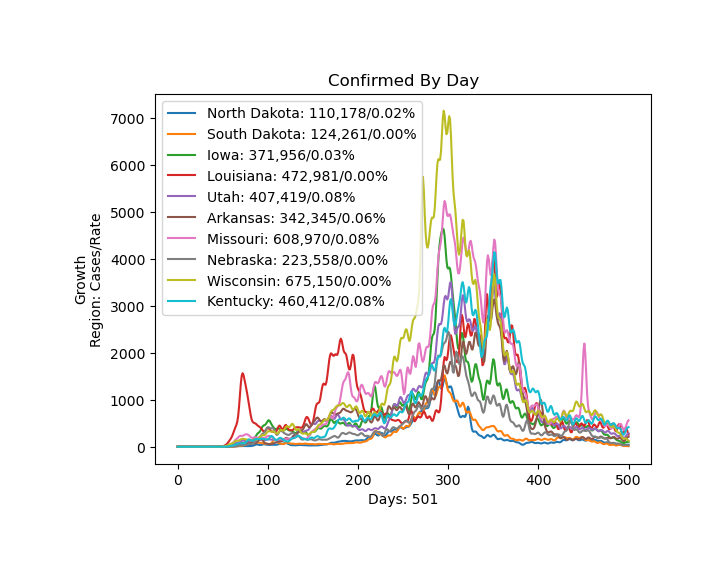 Confirmed By Day
Growth
Region: Cases/Rate
7000
6000
5000
4000
3000
2000
1000
0
North Dakota: 110,178/0.02%
South Dakota: 124,261/0.00%
Iowa: 371,956/0.03%
Louisiana: 472,981/0.00%
Utah: 407,419/0.08%
Arkansas: 342,345/0.06%
Missouri: 608,970/0.08%
Nebraska: 223,558/0.00%
Wisconsin: 675,150/0.00%
Kentucky: 460,412/0.08%
0 100 200 300 400 500
Days: 501